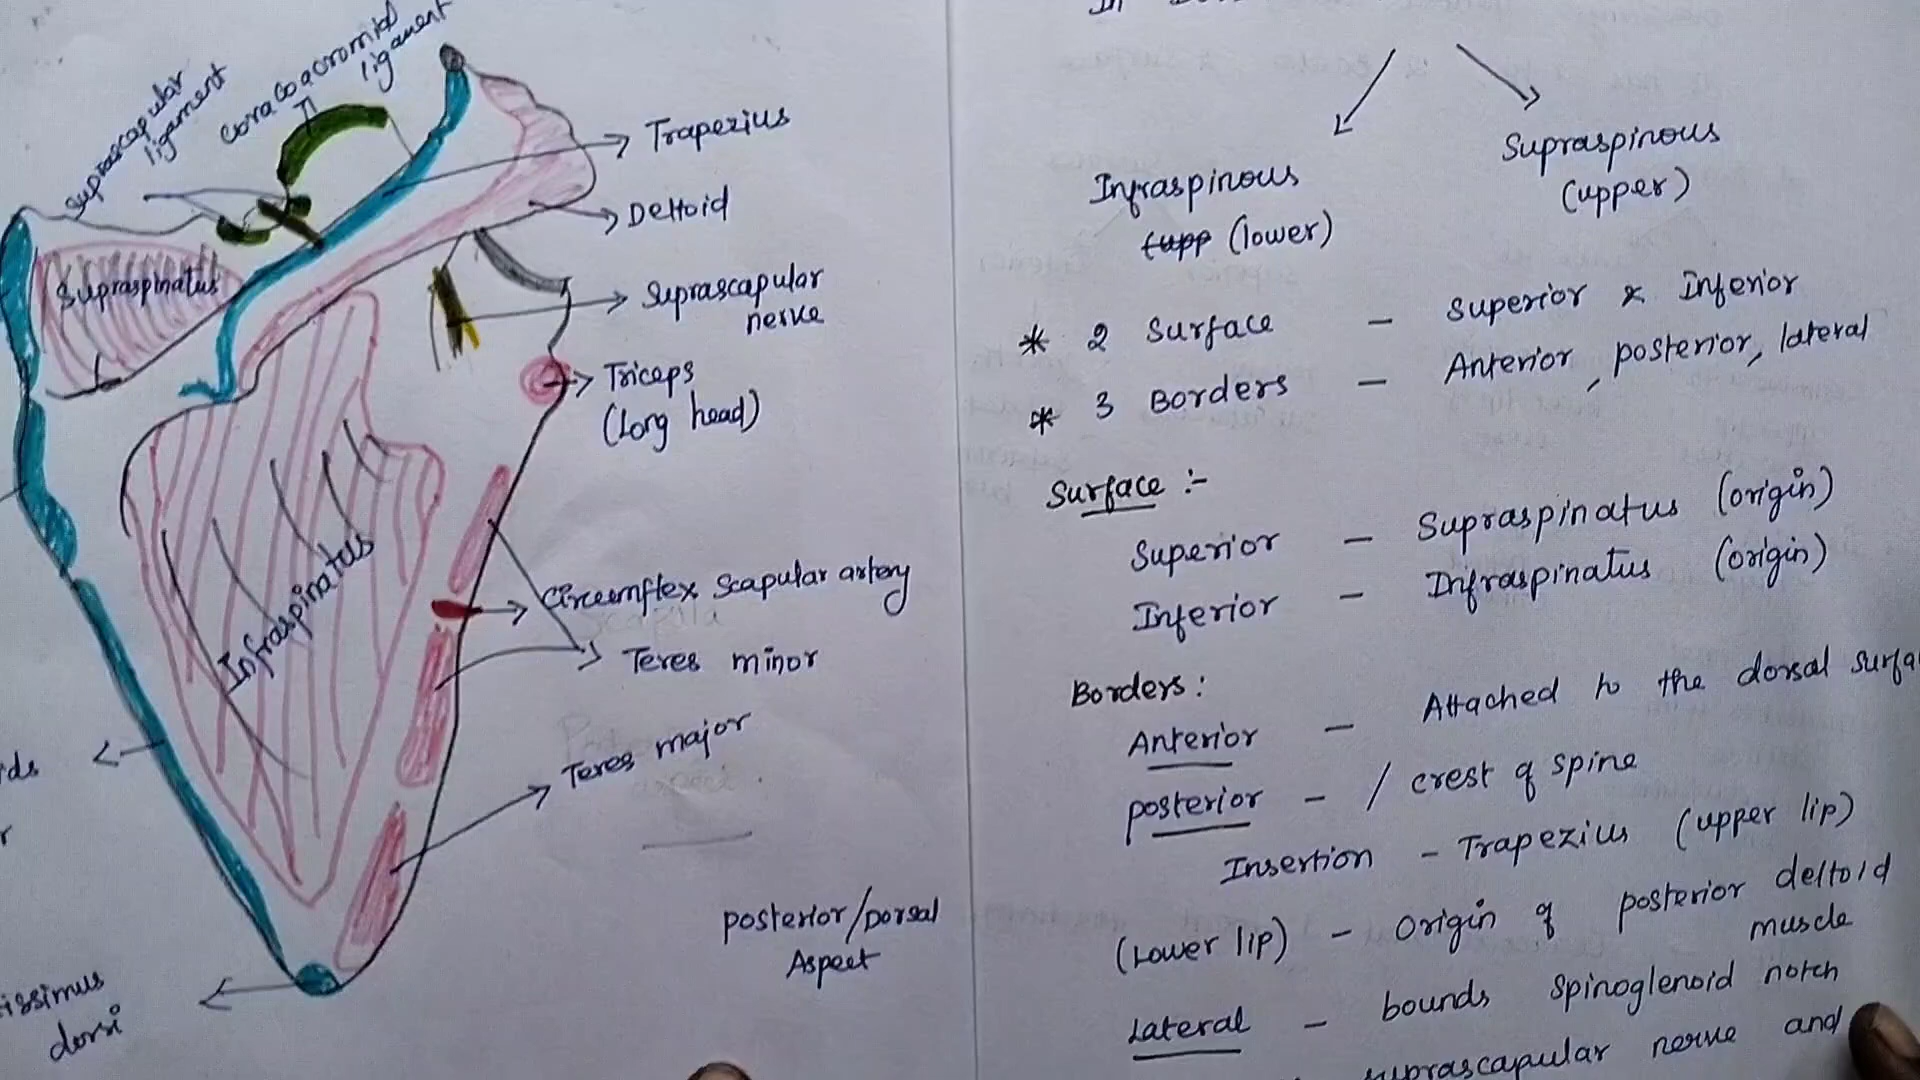 Suprascapular
ligament
Coracoacromial
ligament
Trapezius
Deltoid
Supraspinatus
Suprascapular
nerve
Triceps
(Long head)
Infraspinatus
Circumflex Scapular artery
Teres minor
Teres major
ds
r
Posterior/Dorsal
Aspect
issimus
dorsi
In
Infraspinous
(lower)
Supraspinous
(upper)
* 2 Surface - Superior & Inferior
* 3 Borders - Anterior, posterior, lateral
Surface :-
Superior - Supraspinatus (origin)
Inferior - Infraspinatus (origin)
Borders :
Anterior - Attached to the dorsal surfa
posterior - / crest of spine
Insertion - Trapezius (upper lip)
(Lower lip) - Origin of posterior deltoid
muscle
Lateral - bounds spinoglenoid notch
suprascapular nerve and